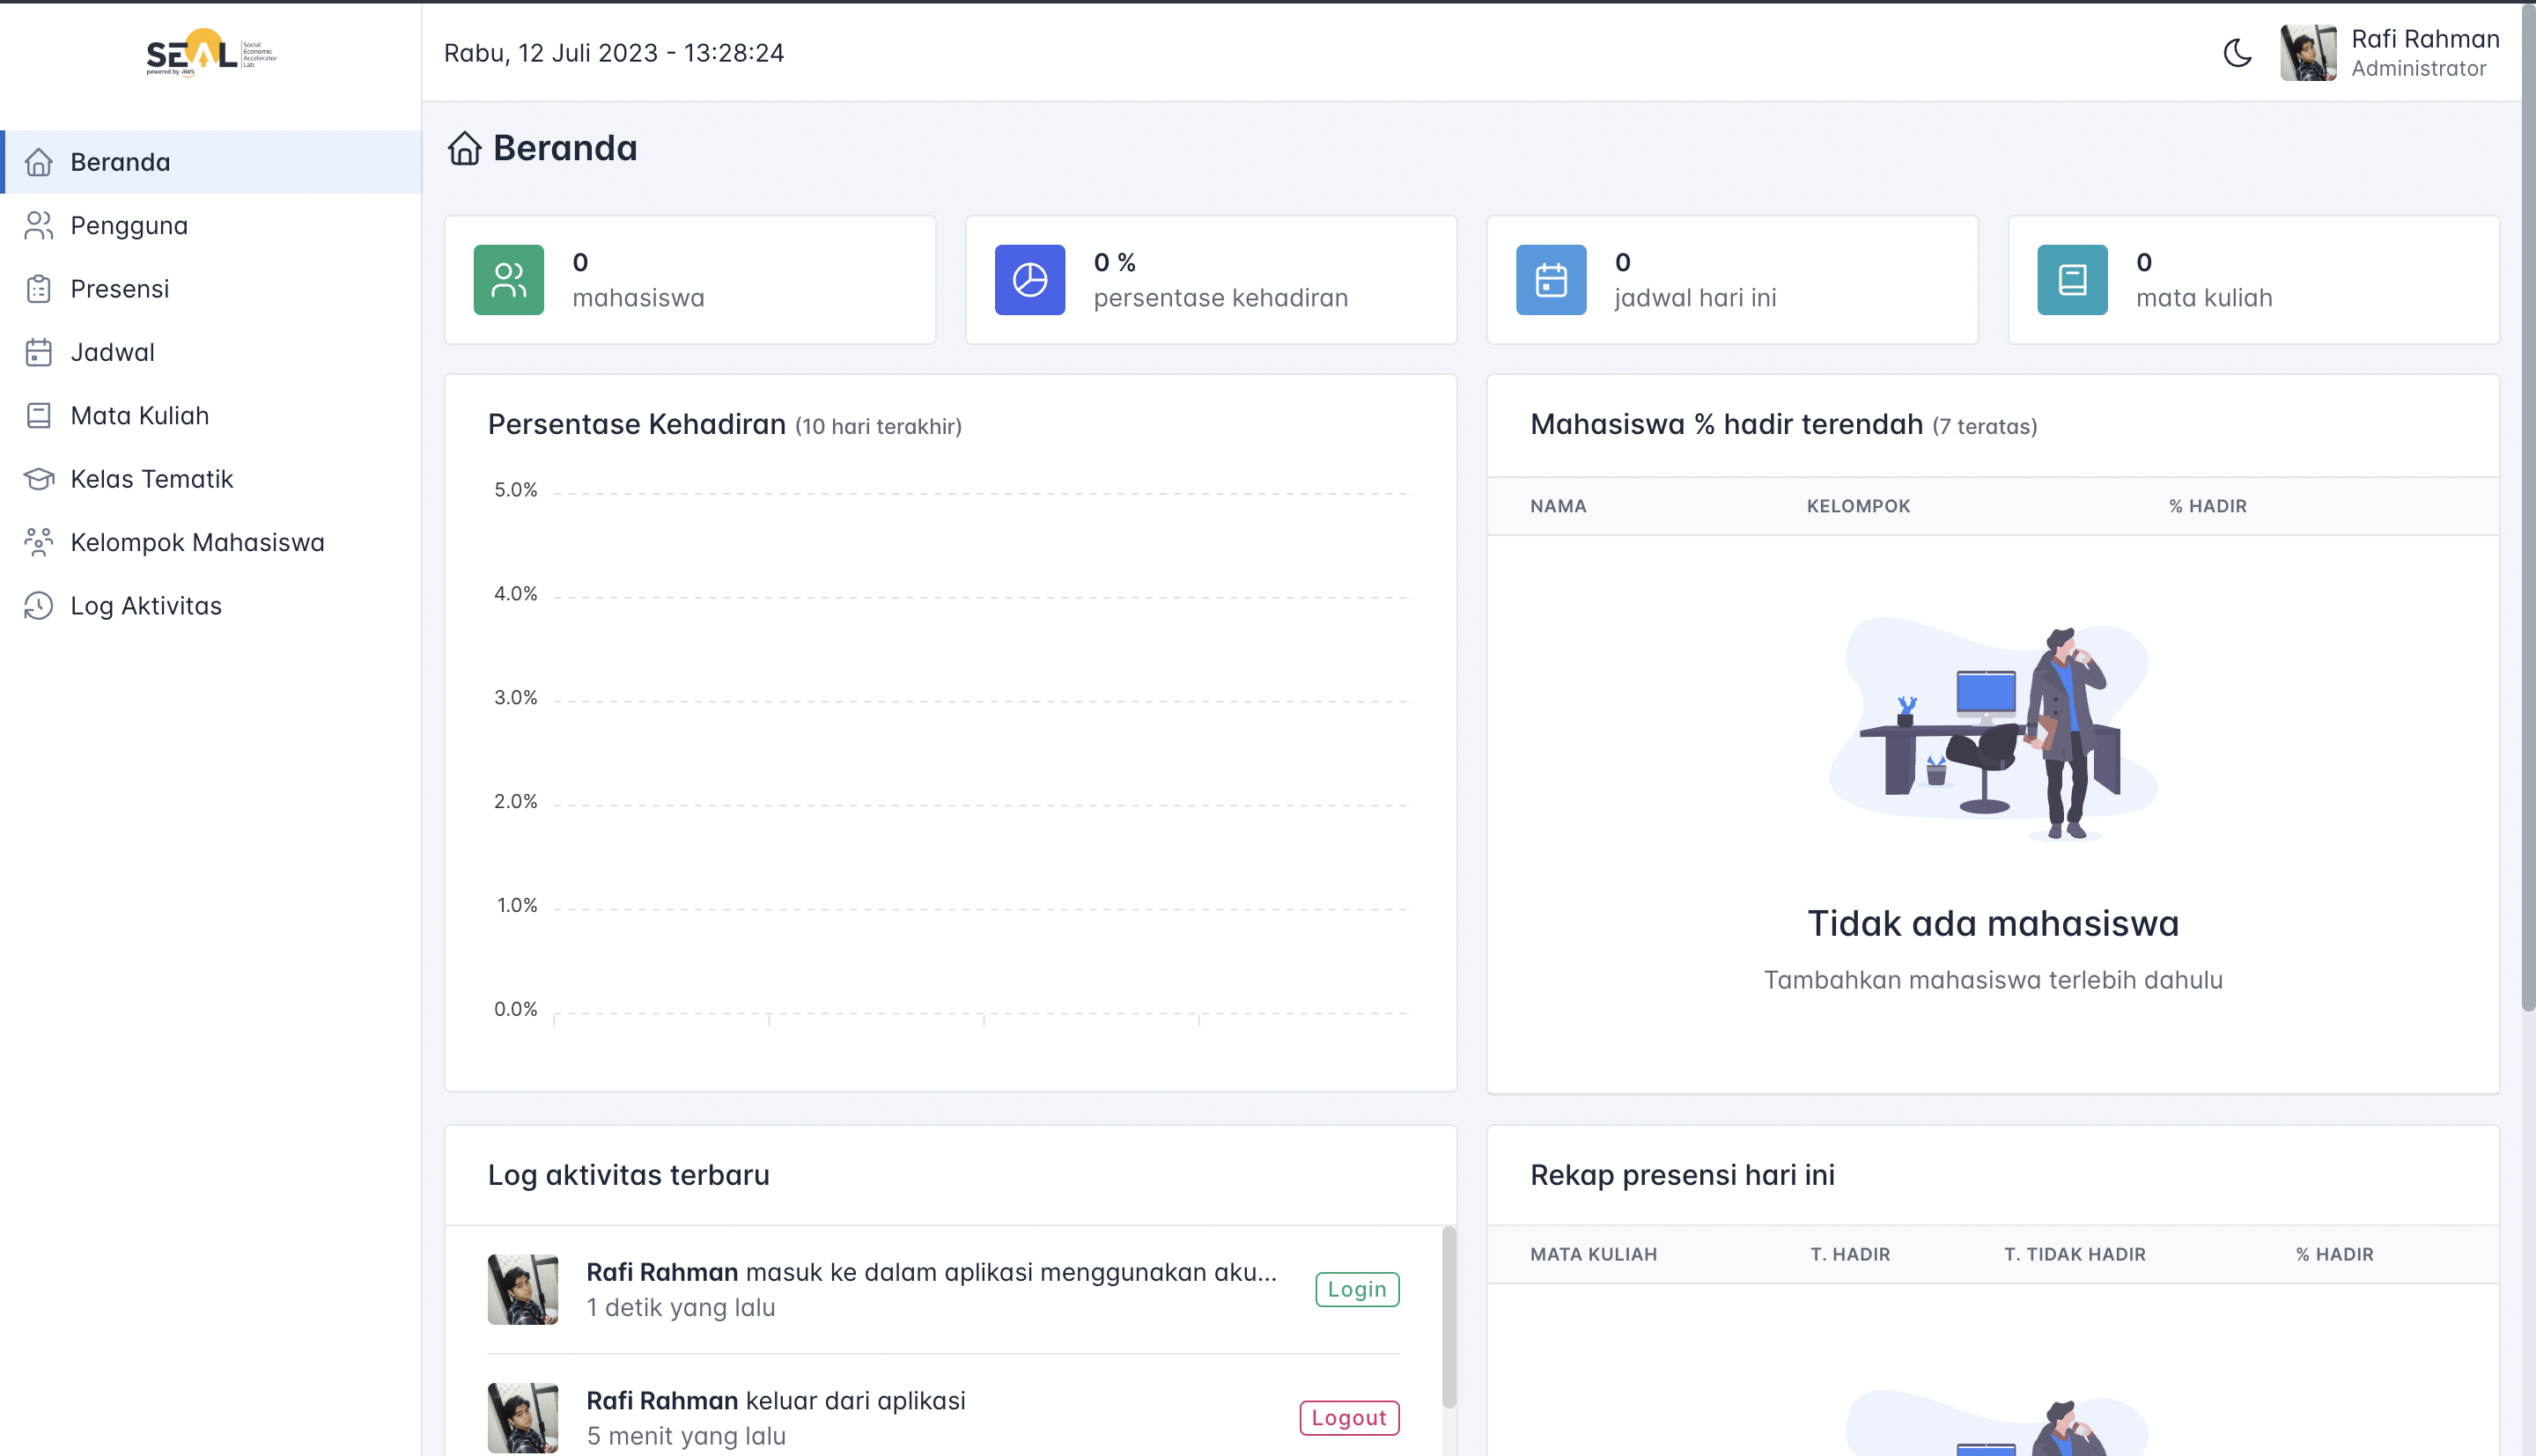 SEAL
Social
Economic
Accelerator
Lab
powered by aws
Rabu, 12 Juli 2023 - 13:28:24
Rafi Rahman
Administrator
Beranda
Pengguna
Presensi
Jadwal
Mata Kuliah
Kelas Tematik
Kelompok Mahasiswa
Log Aktivitas
Beranda
0
mahasiswa
0 %
persentase kehadiran
0
jadwal hari ini
0
mata kuliah
Persentase Kehadiran (10 hari terakhir)
5.0%
4.0%
3.0%
2.0%
1.0%
0.0%
Mahasiswa % hadir terendah (7 teratas)
NAMA KELOMPOK % HADIR
Tidak ada mahasiswa
Tambahkan mahasiswa terlebih dahulu
Log aktivitas terbaru
Rafi Rahman masuk ke dalam aplikasi menggunakan aku...
1 detik yang lalu
Login
Rafi Rahman keluar dari aplikasi
5 menit yang lalu
Logout
Rekap presensi hari ini
MATA KULIAH T. HADIR T. TIDAK HADIR % HADIR